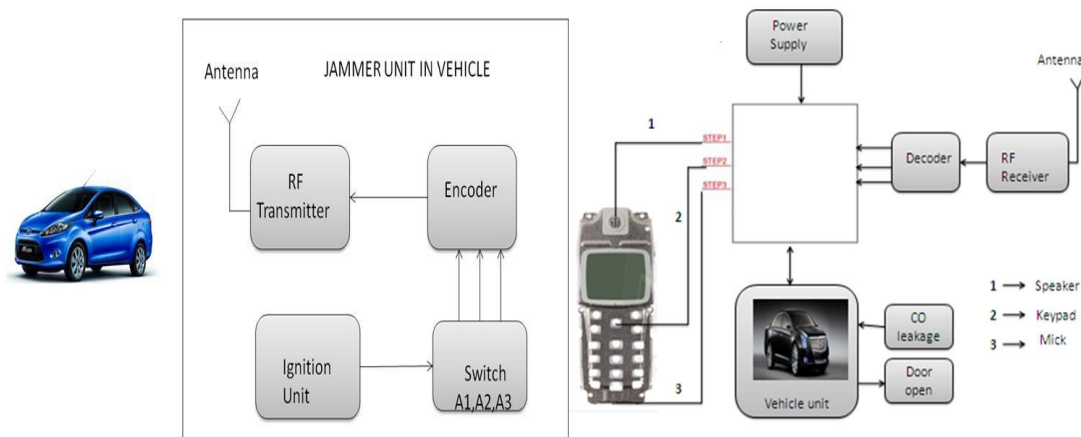 JAMMER UNIT IN VEHICLE
Antenna
RF
Transmitter
Encoder
Ignition
Unit
Switch
A1,A2,A3
Power
Supply
Antenna
1
STEP1
STEP2
STEP3
2
3
Decoder
RF
Receiver
CO
leakage
Door
open
Vehicle unit
1 → Speaker
2 → Keypad
3 → Mick